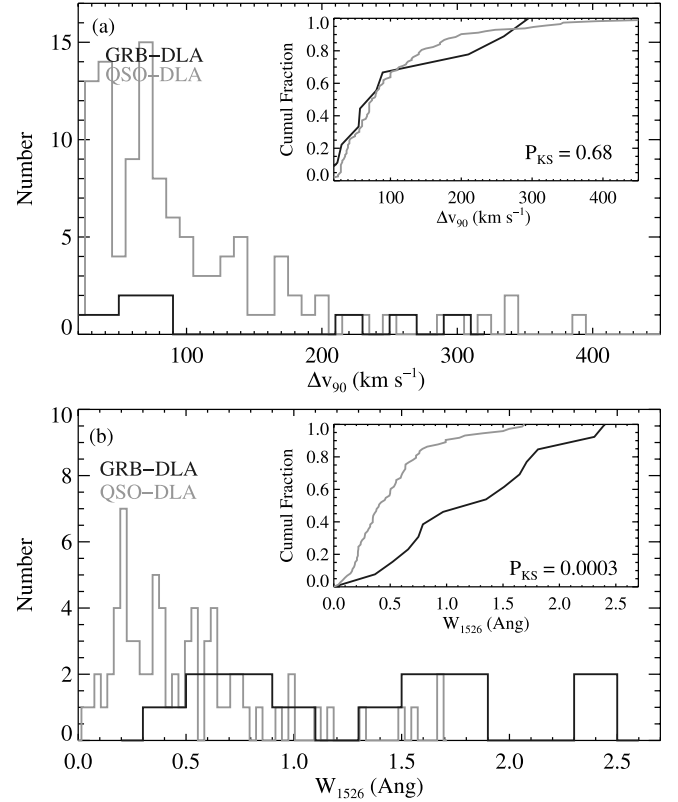 (a)
GRB−DLA
QSO−DLA
Number
15
10
5
0
100
200
300
400
Δv90 (km s−1)
Cumul Fraction
1.0
0.8
0.6
0.4
0.2
0.0
100
200
300
400
Δv90 (km s−1)
PKS = 0.68
(b)
GRB−DLA
QSO−DLA
Number
10
8
6
4
2
0
0.0
0.5
1.0
1.5
2.0
2.5
W1526 (Ang)
Cumul Fraction
1.0
0.8
0.6
0.4
0.2
0.0
0.0
0.5
1.0
1.5
2.0
2.5
W1526 (Ang)
PKS = 0.0003